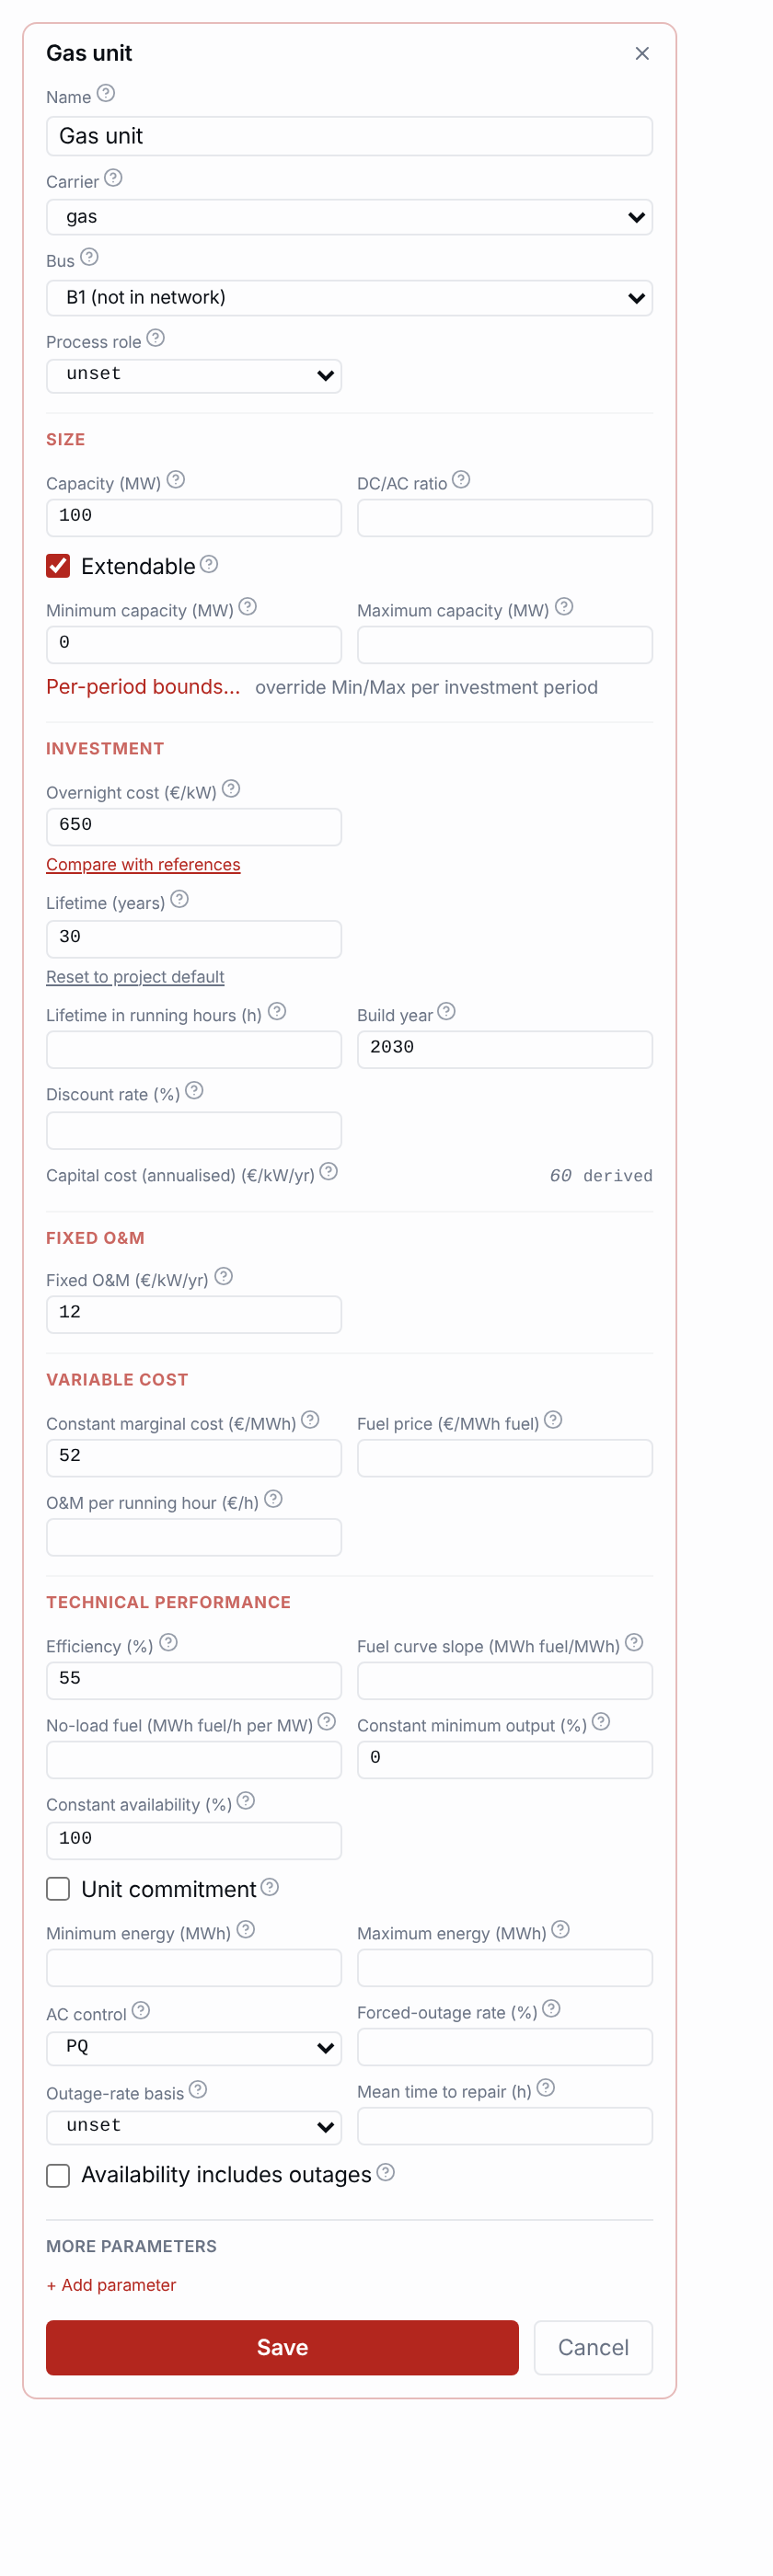 Gas unit
Name
Gas unit
Carrier
gas
Bus
B1 (not in network)
Process role
unset
SIZE
Capacity (MW) DC/AC ratio
100
Extendable
Minimum capacity (MW) Maximum capacity (MW)
0
Per-period bounds... override Min/Max per investment period
INVESTMENT
Overnight cost (€/kW)
650
Compare with references
Lifetime (years)
30
Reset to project default
Lifetime in running hours (h) Build year
2030
Discount rate (%)
Capital cost (annualised) (€/kW/yr) 60 derived
FIXED O&M
Fixed O&M (€/kW/yr)
12
VARIABLE COST
Constant marginal cost (€/MWh) Fuel price (€/MWh fuel)
52
O&M per running hour (€/h)
TECHNICAL PERFORMANCE
Efficiency (%) Fuel curve slope (MWh fuel/MWh)
55
No-load fuel (MWh fuel/h per MW) Constant minimum output (%)
0
Constant availability (%)
100
Unit commitment
Minimum energy (MWh) Maximum energy (MWh)
AC control Forced-outage rate (%)
PQ
Outage-rate basis Mean time to repair (h)
unset
Availability includes outages
MORE PARAMETERS
+ Add parameter
Save Cancel